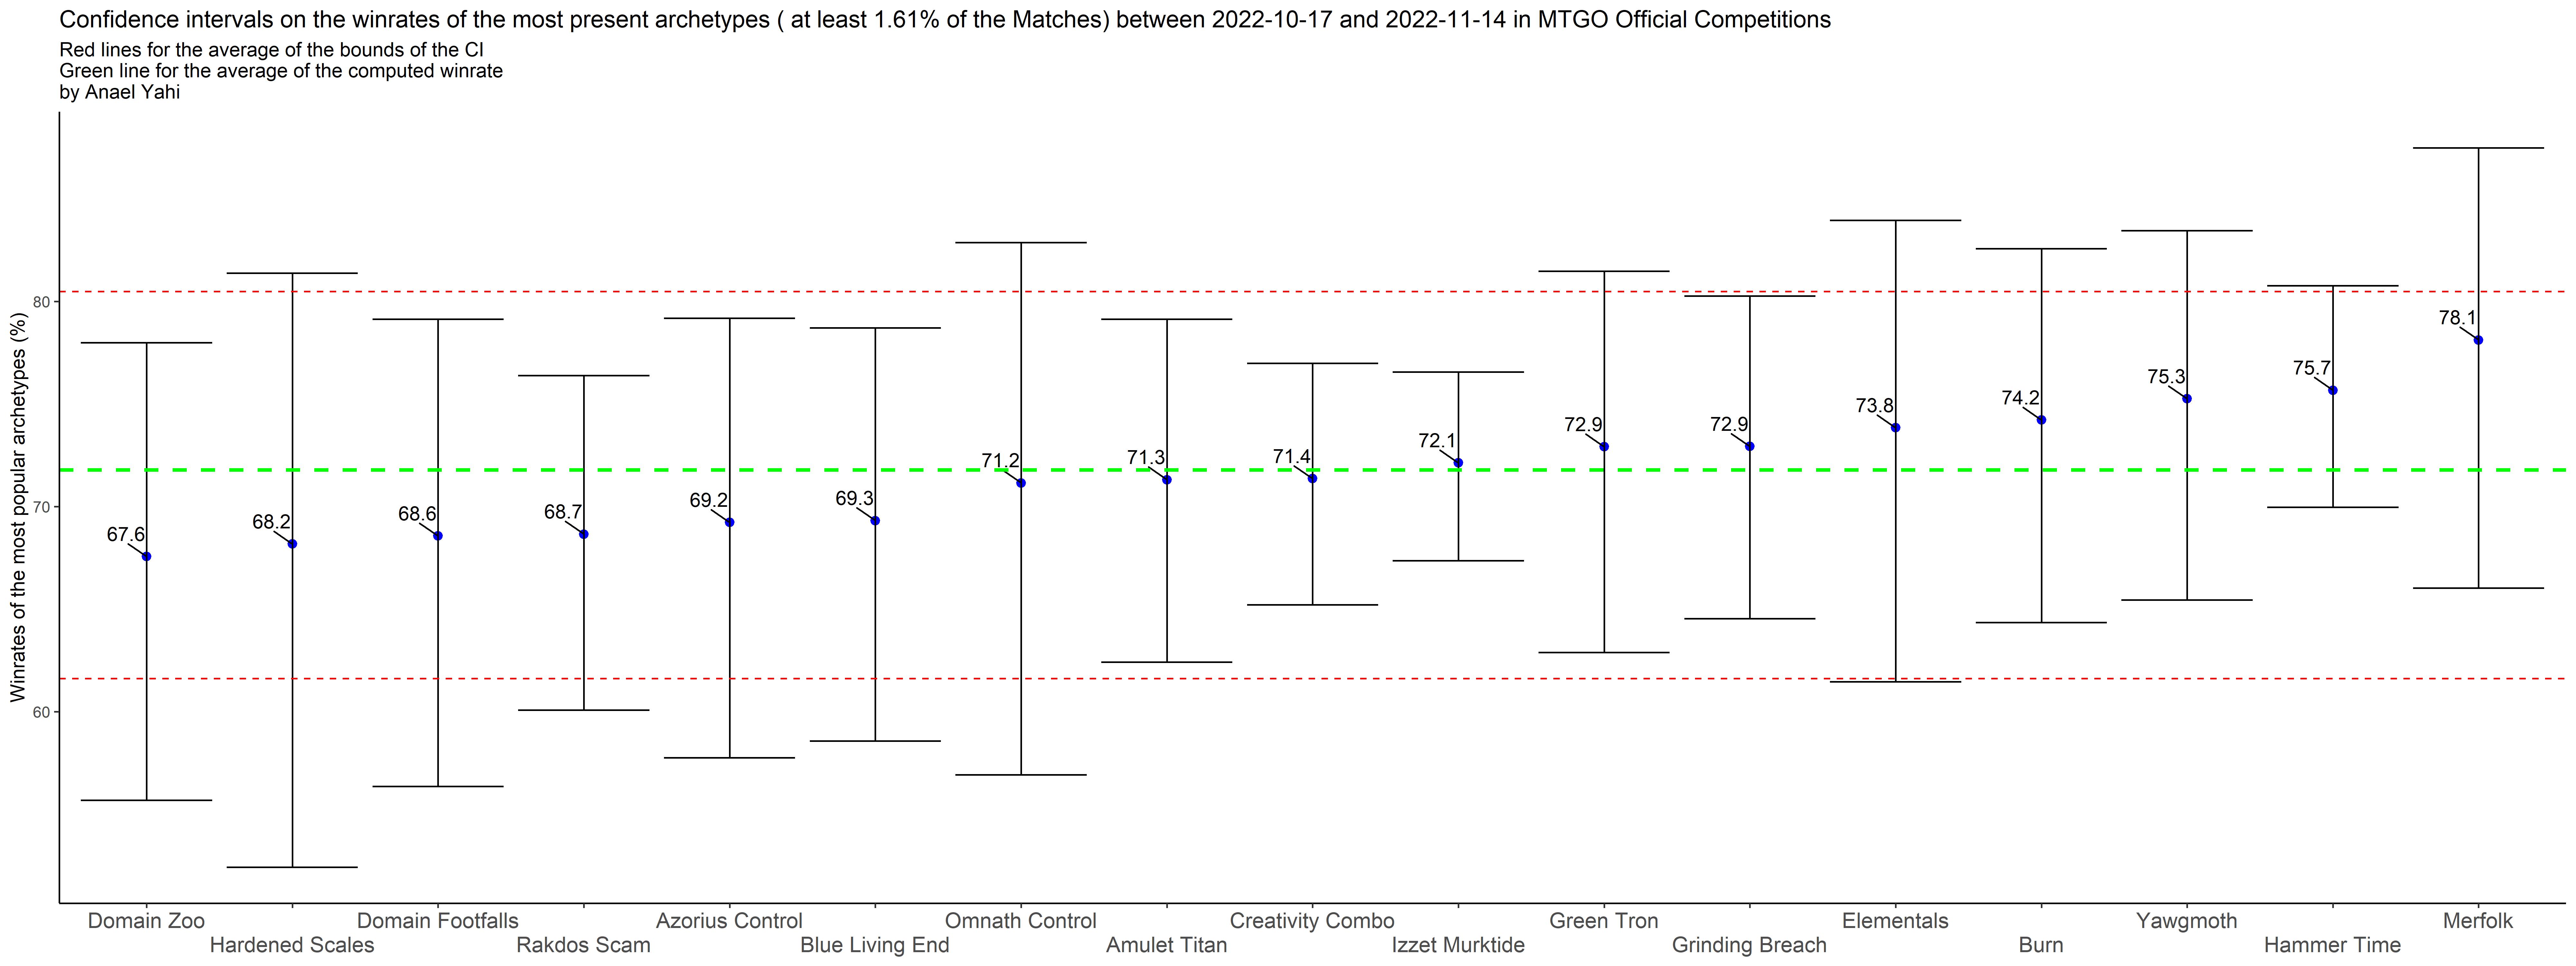 Confidence intervals on the winrates of the most present archetypes ( at least 1.61% of the Matches) between 2022-10-17 and 2022-11-14 in MTGO Official Competitions
Red lines for the average of the bounds of the CI
Green line for the average of the computed winrate
by Anael Yahi
Winrates of the most popular archetypes (%)
80
70
60
67.6
68.2
68.6
68.7
69.2
69.3
71.2
71.3
71.4
72.1
72.9
72.9
73.8
74.2
75.3
75.7
78.1
Domain Zoo
Hardened Scales
Domain Footfalls
Rakdos Scam
Azorius Control
Blue Living End
Omnath Control
Amulet Titan
Creativity Combo
Izzet Murktide
Green Tron
Grinding Breach
Elementals
Burn
Yawgmoth
Hammer Time
Merfolk